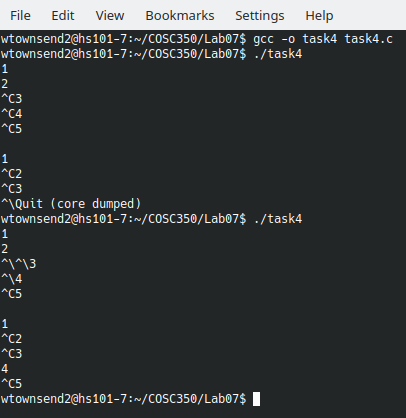 File Edit View Bookmarks Settings Help
wtownsend2@hs101-7:~/COSC350/Lab07$ gcc -o task4 task4.c
wtownsend2@hs101-7:~/COSC350/Lab07$ ./task4
1
2
^C3
^C4
^C5
1
^C2
^C3
^\Quit (core dumped)
wtownsend2@hs101-7:~/COSC350/Lab07$ ./task4
1
2
^\^\3
^\4
^C5
1
^C2
^C3
4
^C5
wtownsend2@hs101-7:~/COSC350/Lab07$